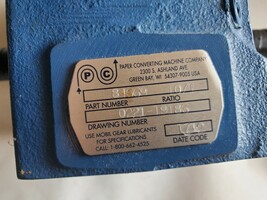 P C
PAPER CONVERTING MACHINE COMPANY
2300 S. ASHLAND AVE
GREEN BAY, WI 54307-9005 USA
PART NUMBER RATIO
DRAWING NUMBER
USE MOBIL GEAR LUBRICANTS
FOR SPECIFICATIONS
CALL: 1-800-662-4525
DATE CODE